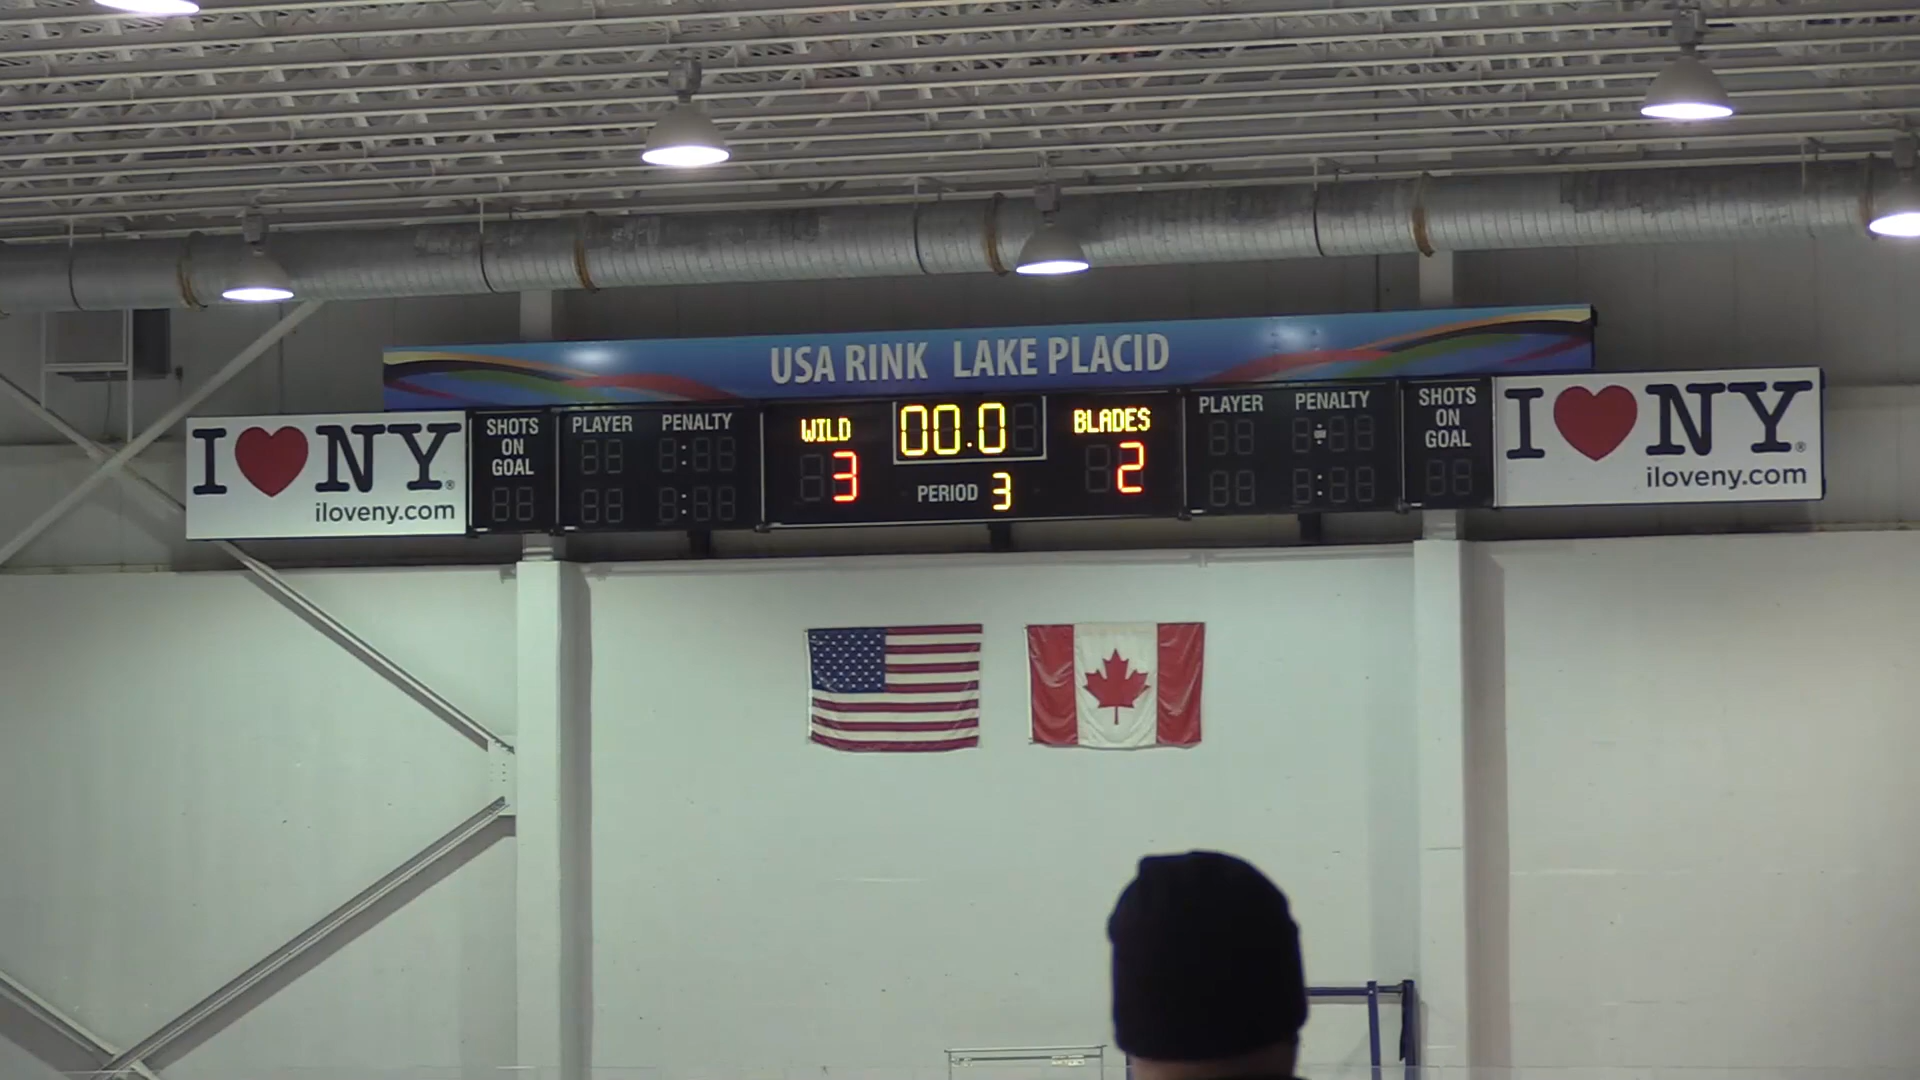 USA RINK LAKE PLACID
I ❤ NY®
iloveny.com
SHOTS
ON
GOAL
PLAYER PENALTY
WILD 00.0 BLADES
3 PERIOD 3 2
PLAYER PENALTY
SHOTS
ON
GOAL
I ❤ NY®
iloveny.com